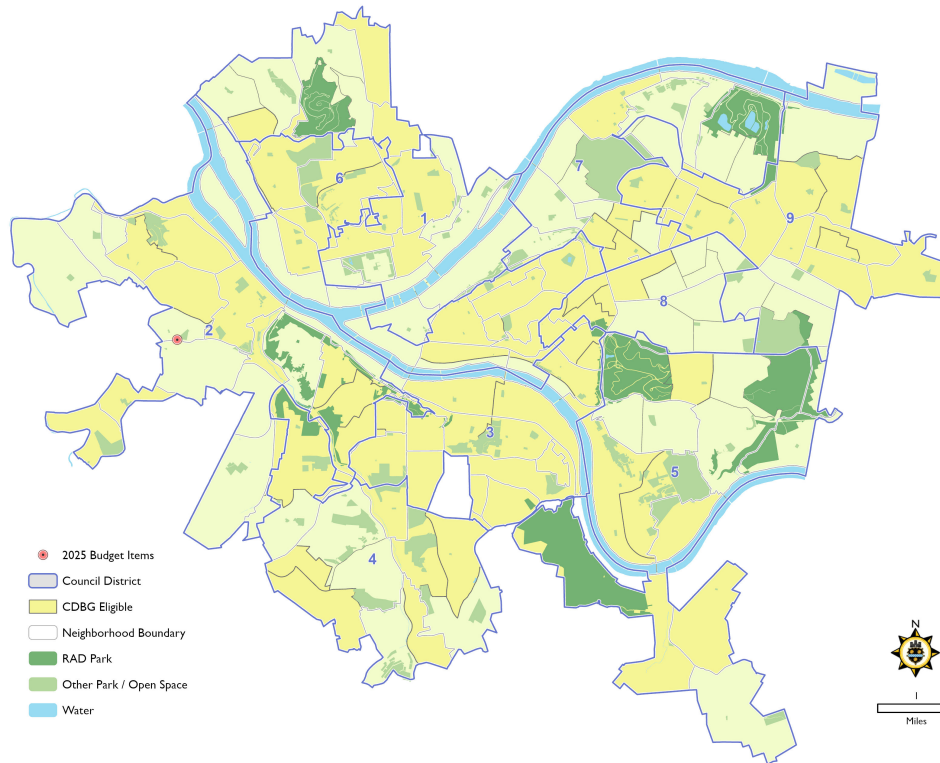 6
7
1
9
8
2
3
5
4
2025 Budget Items
Council District
CDBG Eligible
Neighborhood Boundary
RAD Park
Other Park / Open Space
Water
N
1
Miles